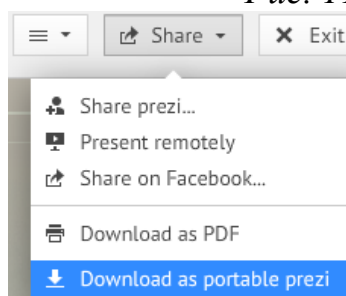 Share
Exit
Share prezi...
Present remotely
Share on Facebook...
Download as PDF
Download as portable prezi